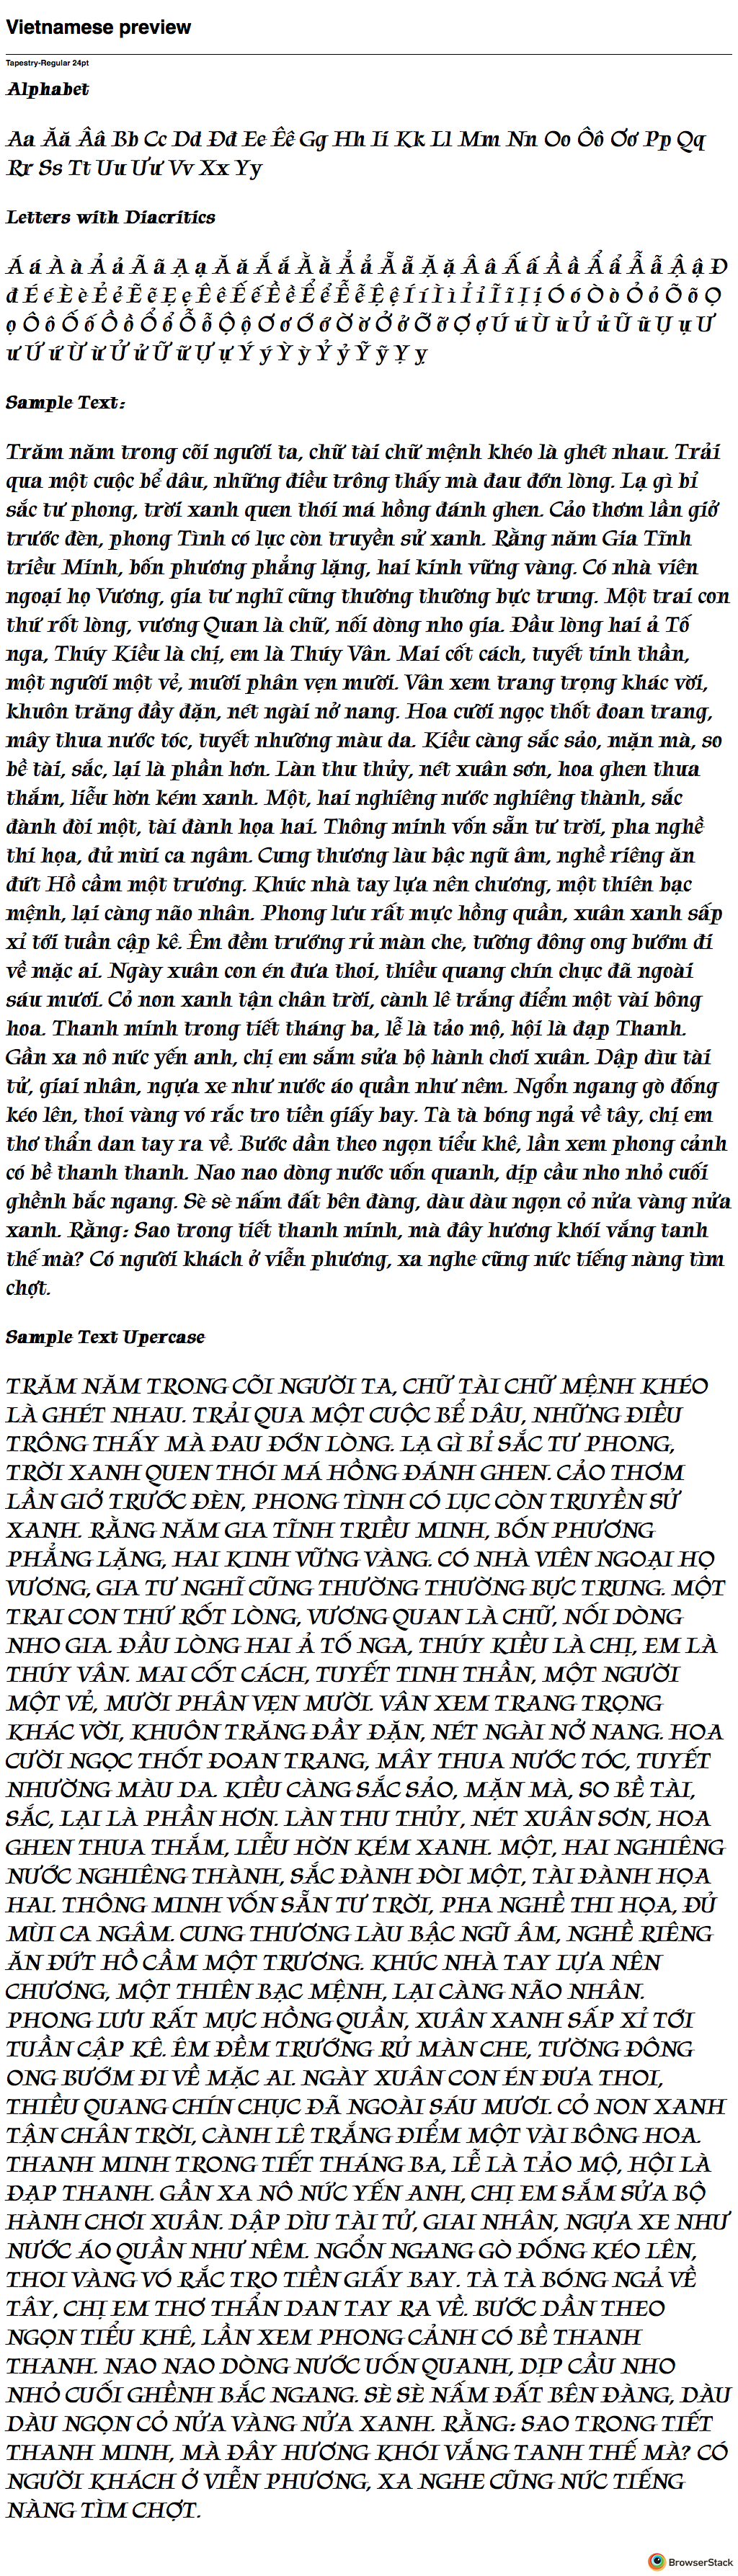 Vietnamese preview
Tapestry-Regular 24pt
Alphabet
Aa Ăă Ââ Bb Cc Dd Đđ Ee Êê Gg Hh Ii Kk Ll Mm Nn Oo Ôô Ơơ Pp Qq
Rr Ss Tt Uu Ưư Vv Xx Yy
Letters with Diacritics
Á á À à Ả ả Ã ã Ạ ạ Ă ă Ắ ắ Ằ ằ Ẳ ẳ Ẵ ẵ Ặ ặ Â â Ấ ấ Ầ ầ Ẩ ẩ Ẫ ẫ Ậ ậ Đ
đ É é È è Ẻ ẻ Ẽ ẽ Ẹ ẹ Ê ê Ế ế Ề ề Ể ể Ễ ễ Ệ ệ Í í Ì ì Ỉ ỉ Ĩ ĩ Ị ị Ó ó Ò ò Ỏ ỏ Õ õ Ọ
ọ Ô ô Ố ố Ồ ồ Ổ ổ Ỗ ỗ Ộ ộ Ơ ơ Ớ ớ Ờ ờ Ở ở Ỡ ỡ Ợ ợ Ú ú Ù ù Ủ ủ Ũ ũ Ụ ụ Ư
ư Ứ ứ Ừ ừ Ử ử Ữ ữ Ự ự Ý ý Ỳ ỳ Ỷ ỷ Ỹ ỹ Ỵ ỵ
Sample Text:
Trăm năm trong cõi người ta, chữ tài chữ mệnh khéo là ghét nhau. Trải
qua một cuộc bể dâu, những điều trông thấy mà đau đớn lòng. Lạ gì bỉ
sắc tư phong, trời xanh quen thói má hồng đánh ghen. Cảo thơm lần giở
trước đèn, phong Tình có lục còn truyền sử xanh. Rằng năm Gia Tĩnh
triều Minh, bốn phương phẳng lặng, hai kinh vững vàng. Có nhà viên
ngoại họ Vương, gia tư nghĩ cũng thường thường bực trung. Một trai con
thứ rốt lòng, vương Quan là chữ, nối dòng nho gia. Đầu lòng hai ả Tố
nga, Thúy Kiều là chị, em là Thúy Vân. Mai cốt cách, tuyết tinh thần,
một người một vẻ, mười phân vẹn mười. Vân xem trang trọng khác vời,
khuôn trăng đầy đặn, nét ngài nở nang. Hoa cười ngọc thốt đoan trang,
mây thua nước tóc, tuyết nhường màu da. Kiều càng sắc sảo, mặn mà, so
bề tài, sắc, lại là phần hơn. Làn thu thủy, nét xuân sơn, hoa ghen thua
thắm, liễu hờn kém xanh. Một, hai nghiêng nước nghiêng thành, sắc
đành đòi một, tài đành họa hai. Thông minh vốn sẵn tư trời, pha nghề
thi họa, đủ mùi ca ngâm. Cung thương làu bậc ngũ âm, nghề riêng ăn
đứt Hồ cầm một trương. Khúc nhà tay lựa nên chương, một thiên bạc
mệnh, lại càng não nhân. Phong lưu rất mực hồng quần, xuân xanh sấp
xỉ tới tuần cập kê. Êm đềm trướng rủ màn che, tường đông ong bướm đi
về mặc ai. Ngày xuân con én đưa thoi, thiều quang chín chục đã ngoài
sáu mươi. Cỏ non xanh tận chân trời, cành lê trắng điểm một vài bông
hoa. Thanh minh trong tiết tháng ba, lễ là tảo mộ, hội là đạp Thanh.
Gần xa nô nức yến anh, chị em sắm sửa bộ hành chơi xuân. Dập dìu tài
tử, giai nhân, ngựa xe như nước áo quần như nêm. Ngổn ngang gò đống
kéo lên, thoi vàng vó rắc tro tiền giấy bay. Tà tà bóng ngả về tây, chị em
thơ thẩn dan tay ra về. Bước dần theo ngọn tiểu khê, lần xem phong cảnh
có bề thanh thanh. Nao nao dòng nước uốn quanh, dịp cầu nho nhỏ cuối
ghềnh bắc ngang. Sè sè nấm đất bên đàng, dàu dàu ngọn cỏ nửa vàng nửa
xanh. Rằng: Sao trong tiết thanh minh, mà đây hương khói vắng tanh
thế mà? Có người khách ở viễn phương, xa nghe cũng nức tiếng nàng tìm
chợt.
Sample Text Upercase
TRĂM NĂM TRONG CÕI NGƯỜI TA, CHỮ TÀI CHỮ MỆNH KHÉO
LÀ GHÉT NHAU. TRẢI QUA MỘT CUỘC BỂ DÂU, NHỮNG ĐIỀU
TRÔNG THẤY MÀ ĐAU ĐỚN LÒNG. LẠ GÌ BỈ SẮC TƯ PHONG,
TRỜI XANH QUEN THÓI MÁ HỒNG ĐÁNH GHEN. CẢO THƠM
LẦN GIỞ TRƯỚC ĐÈN, PHONG TÌNH CÓ LỤC CÒN TRUYỀN SỬ
XANH. RẰNG NĂM GIA TĨNH TRIỀU MINH, BỐN PHƯƠNG
PHẲNG LẶNG, HAI KINH VỮNG VÀNG. CÓ NHÀ VIÊN NGOẠI HỌ
VƯƠNG, GIA TƯ NGHĨ CŨNG THƯỜNG THƯỜNG BỰC TRUNG. MỘT
TRAI CON THỨ RỐT LÒNG, VƯƠNG QUAN LÀ CHỮ, NỐI DÒNG
NHO GIA. ĐẦU LÒNG HAI Ả TỐ NGA, THÚY KIỀU LÀ CHỊ, EM LÀ
THÚY VÂN. MAI CỐT CÁCH, TUYẾT TINH THẦN, MỘT NGƯỜI
MỘT VẺ, MƯỜI PHÂN VẸN MƯỜI. VÂN XEM TRANG TRỌNG
KHÁC VỜI, KHUÔN TRĂNG ĐẦY ĐẶN, NÉT NGÀI NỞ NANG. HOA
CƯỜI NGỌC THỐT ĐOAN TRANG, MÂY THUA NƯỚC TÓC, TUYẾT
NHƯỜNG MÀU DA. KIỀU CÀNG SẮC SẢO, MẶN MÀ, SO BỀ TÀI,
SẮC, LẠI LÀ PHẦN HƠN. LÀN THU THỦY, NÉT XUÂN SƠN, HOA
GHEN THUA THẮM, LIỄU HỜN KÉM XANH. MỘT, HAI NGHIÊNG
NƯỚC NGHIÊNG THÀNH, SẮC ĐÀNH ĐÒI MỘT, TÀI ĐÀNH HỌA
HAI. THÔNG MINH VỐN SẴN TƯ TRỜI, PHA NGHỀ THI HỌA, ĐỦ
MÙI CA NGÂM. CUNG THƯƠNG LÀU BẬC NGŨ ÂM, NGHỀ RIÊNG
ĂN ĐỨT HỒ CẦM MỘT TRƯƠNG. KHÚC NHÀ TAY LỰA NÊN
CHƯƠNG, MỘT THIÊN BẠC MỆNH, LẠI CÀNG NÃO NHÂN.
PHONG LƯU RẤT MỰC HỒNG QUẦN, XUÂN XANH SẤP XỈ TỚI
TUẦN CẬP KÊ. ÊM ĐỀM TRƯỚNG RỦ MÀN CHE, TƯỜNG ĐÔNG
ONG BƯỚM ĐI VỀ MẶC AI. NGÀY XUÂN CON ÉN ĐƯA THOI,
THIỀU QUANG CHÍN CHỤC ĐÃ NGOÀI SÁU MƯƠI. CỎ NON XANH
TẬN CHÂN TRỜI, CÀNH LÊ TRẮNG ĐIỂM MỘT VÀI BÔNG HOA.
THANH MINH TRONG TIẾT THÁNG BA, LỄ LÀ TẢO MỘ, HỘI LÀ
ĐẠP THANH. GẦN XA NÔ NỨC YẾN ANH, CHỊ EM SẮM SỬA BỘ
HÀNH CHƠI XUÂN. DẬP DÌU TÀI TỬ, GIAI NHÂN, NGỰA XE NHƯ
NƯỚC ÁO QUẦN NHƯ NÊM. NGỔN NGANG GÒ ĐỐNG KÉO LÊN,
THOI VÀNG VÓ RẮC TRO TIỀN GIẤY BAY. TÀ TÀ BÓNG NGẢ VỀ
TÂY, CHỊ EM THƠ THẨN DAN TAY RA VỀ. BƯỚC DẦN THEO
NGỌN TIỂU KHÊ, LẦN XEM PHONG CẢNH CÓ BỀ THANH
THANH. NAO NAO DÒNG NƯỚC UỐN QUANH, DỊP CẦU NHO
NHỎ CUỐI GHỀNH BẮC NGANG. SÈ SÈ NẤM ĐẤT BÊN ĐÀNG, DÀU
DÀU NGỌN CỎ NỬA VÀNG NỬA XANH. RẰNG: SAO TRONG TIẾT
THANH MINH, MÀ ĐÂY HƯƠNG KHÓI VẮNG TANH THẾ MÀ? CÓ
NGƯỜI KHÁCH Ở VIỄN PHƯƠNG, XA NGHE CŨNG NỨC TIẾNG
NÀNG TÌM CHỢT.
BrowserStack